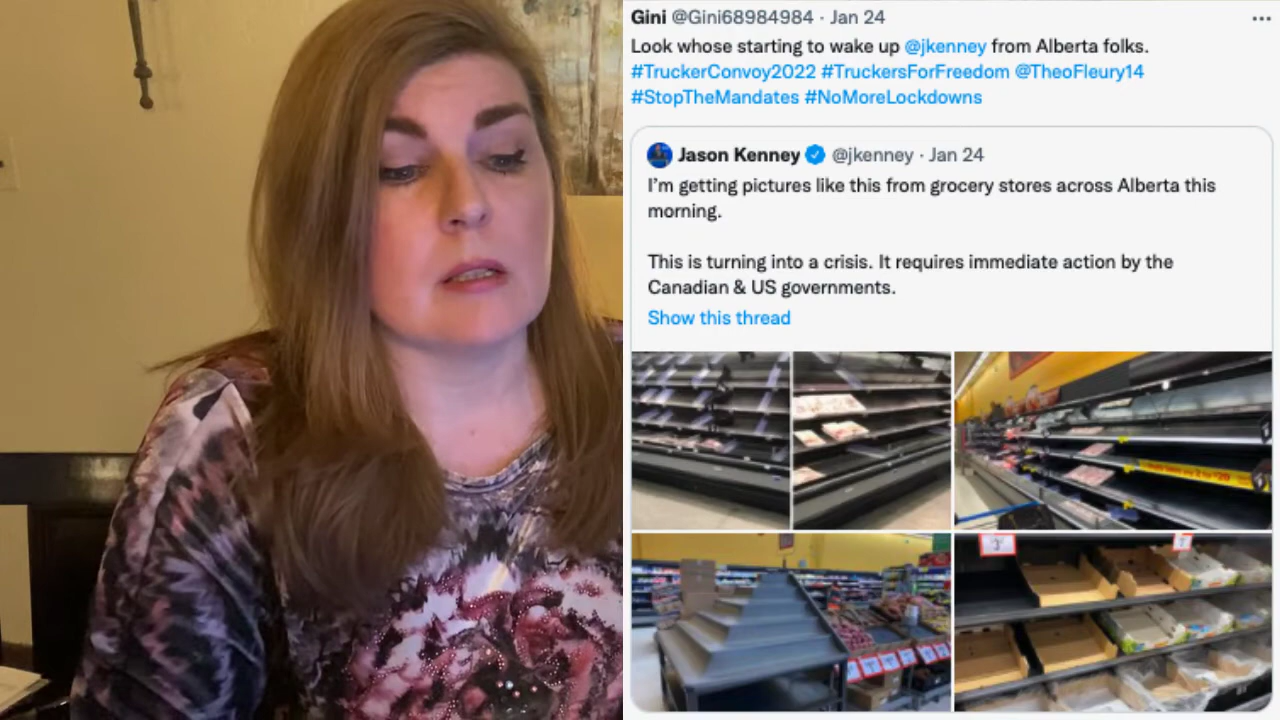 Gini @Gini68984984 · Jan 24
Look whose starting to wake up @jkenney from Alberta folks.
#TruckerConvoy2022 #TruckersForFreedom @TheoFleury14
#StopTheMandates #NoMoreLockdowns
Jason Kenney @jkenney · Jan 24
I'm getting pictures like this from grocery stores across Alberta this
morning.
This is turning into a crisis. It requires immediate action by the
Canadian & US governments.
Show this thread